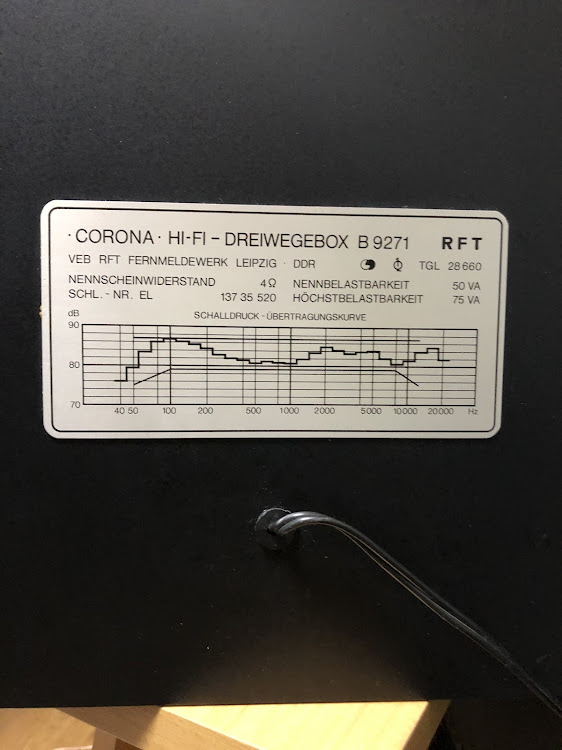 · CORONA · HI-FI – DREIWEGEBOX B 9271 RFT
VEB RFT FERNMELDEWERK LEIPZIG · DDR TGL 28 660
NENNSCHEINWIDERSTAND 4 Ω NENNBELASTBARKEIT 50 VA
SCHL. - NR. EL 137 35 520 HÖCHSTBELASTBARKEIT 75 VA
dB SCHALLDRUCK - ÜBERTRAGUNGSKURVE
90
80
70
40 50 100 200 500 1000 2000 5000 10000 20000 Hz